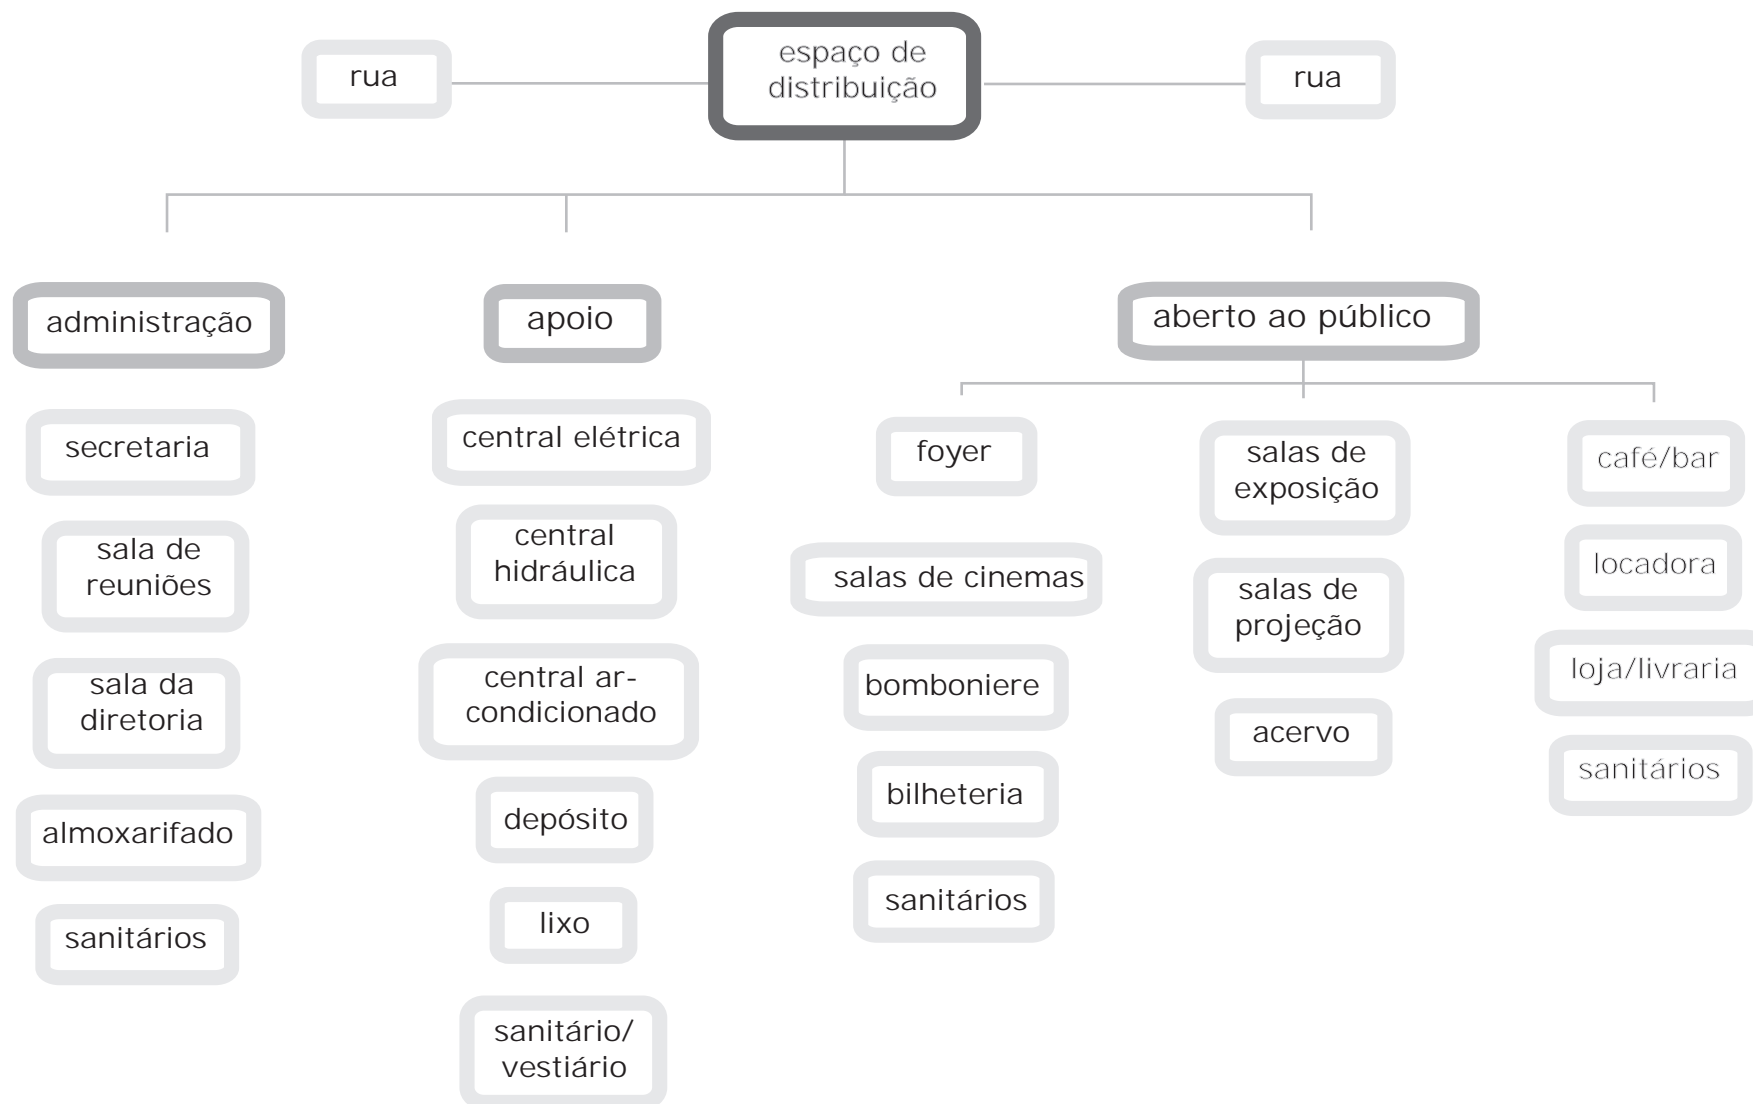 rua
espaço de
distribuição
rua
administração
secretaria
sala de
reuniões
sala da
diretoria
almoxarifado
sanitários
apoio
central elétrica
central
hidráulica
central ar-
condicionado
depósito
lixo
sanitário/
vestiário
aberto ao público
foyer
salas de cinemas
bomboniere
bilheteria
sanitários
salas de
exposição
salas de
projeção
acervo
café/bar
locadora
loja/livraria
sanitários